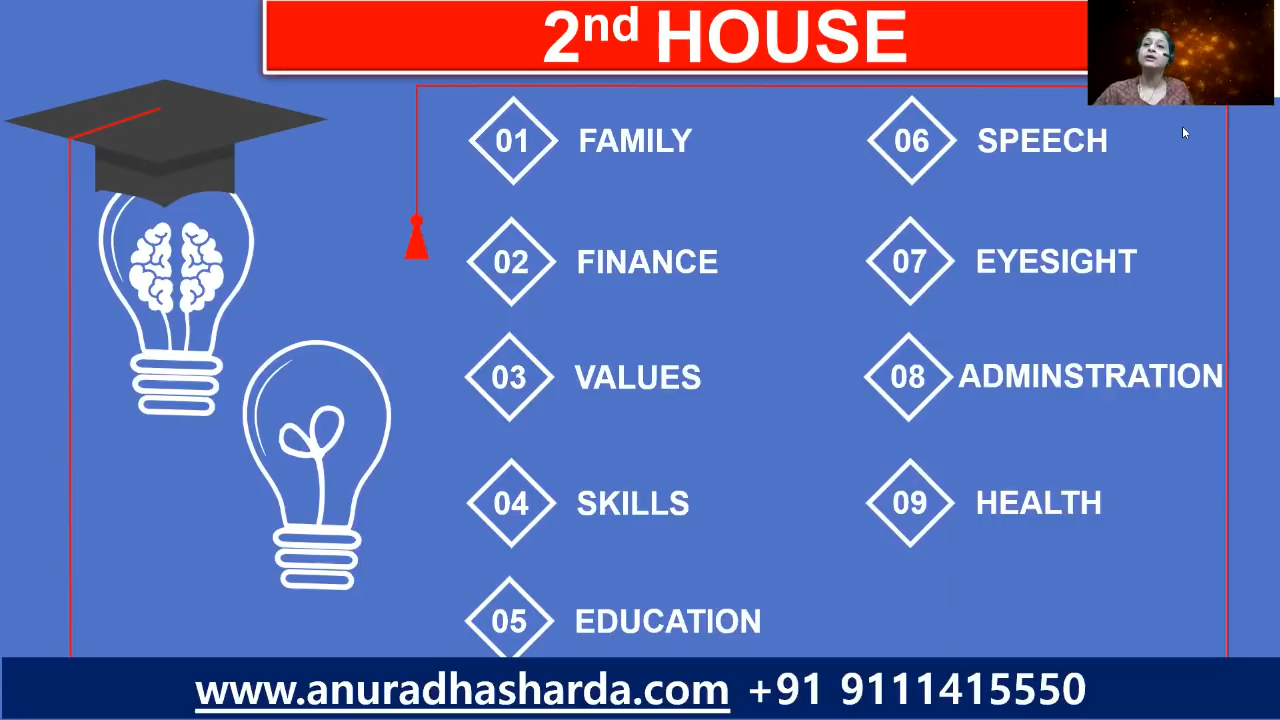 2nd HOUSE
01 FAMILY
02 FINANCE
03 VALUES
04 SKILLS
05 EDUCATION
06 SPEECH
07 EYESIGHT
08 ADMINSTRATION
09 HEALTH
www.anuradhasharda.com +91 9111415550